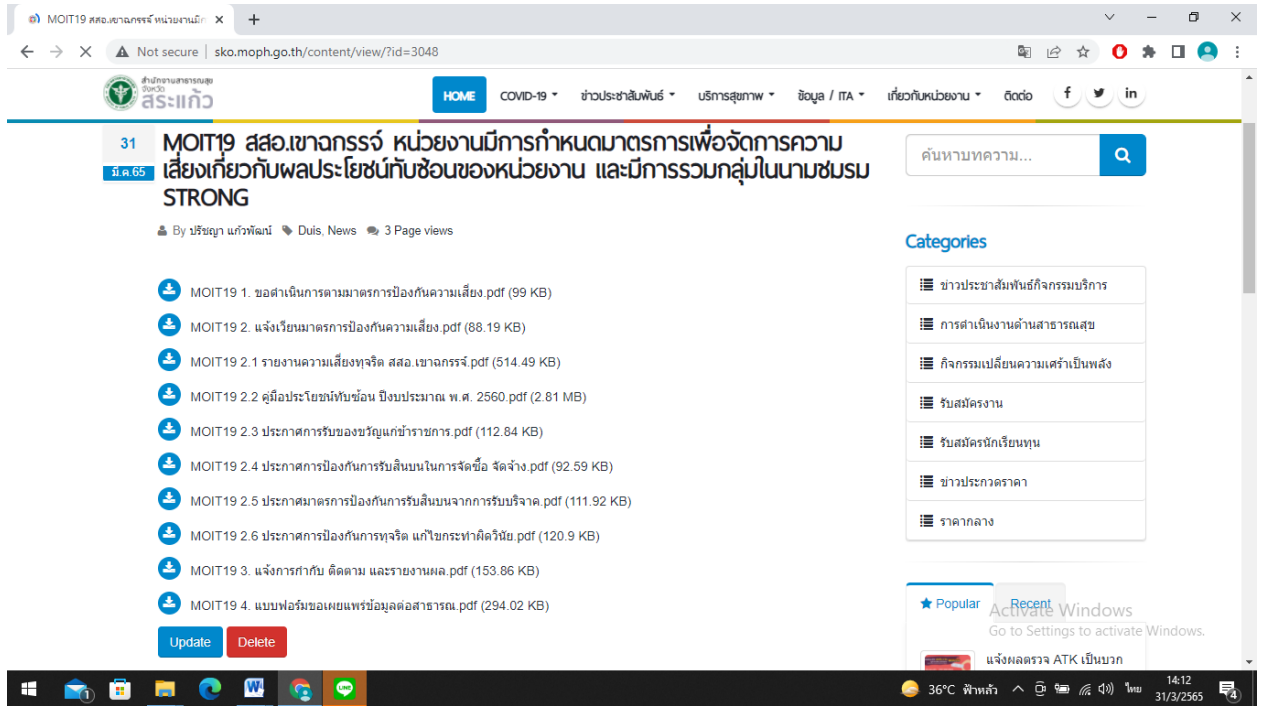 MOIT19 สสอ.เขาฉกรรจ์ หน่วยงานมีก
Not secure | sko.moph.go.th/content/view/?id=3048
สำนักงานสาธารณสุข
จังหวัด
สระแก้ว
HOME COVID-19 ข่าวประชาสัมพันธ์ บริการสุขภาพ ข้อมูล / ITA เกี่ยวกับหน่วยงาน ติดต่อ
31
มี.ค.65
MOIT19 สสอ.เขาฉกรรจ์ หน่วยงานมีการกำหนดมาตรการเพื่อจัดการความ
เสี่ยงเกี่ยวกับผลประโยชน์ทับซ้อนของหน่วยงาน และมีการรวมกลุ่มในนามชมรม
STRONG
By ปรัชญา แก้วพัฒน์ Duis, News 3 Page views
MOIT19 1. ขอดำเนินการตามมาตรการป้องกันความเสี่ยง.pdf (99 KB)
MOIT19 2. แจ้งเวียนมาตรการป้องกันความเสี่ยง.pdf (88.19 KB)
MOIT19 2.1 รายงานความเสี่ยงทุจริต สสอ.เขาฉกรรจ์.pdf (514.49 KB)
MOIT19 2.2 คู่มือประโยชน์ทับซ้อน ปีงบประมาณ พ.ศ. 2560.pdf (2.81 MB)
MOIT19 2.3 ประกาศการรับของขวัญแก่ข้าราชการ.pdf (112.84 KB)
MOIT19 2.4 ประกาศการป้องกันการรับสินบนในการจัดซื้อ จัดจ้าง.pdf (92.59 KB)
MOIT19 2.5 ประกาศมาตรการป้องกันการรับสินบนจากการรับบริจาค.pdf (111.92 KB)
MOIT19 2.6 ประกาศการป้องกันการทุจริต แก้ไขกระทำผิดวินัย.pdf (120.9 KB)
MOIT19 3. แจ้งการกำกับ ติดตาม และรายงานผล.pdf (153.86 KB)
MOIT19 4. แบบฟอร์มขอเผยแพร่ข้อมูลต่อสาธารณ.pdf (294.02 KB)
Update Delete
ค้นหาบทความ...
Categories
ข่าวประชาสัมพันธ์กิจกรรมบริการ
การดำเนินงานด้านสาธารณสุข
กิจกรรมเปลี่ยนความเศร้าเป็นพลัง
รับสมัครงาน
รับสมัครนักเรียนทุน
ข่าวประกวดราคา
ราคากลาง
Popular Recent
แจ้งผลตรวจ ATK เป็นบวก
Activate Windows
Go to Settings to activate Windows.
36°C ฟ้าหลัว ไทย 14:12
31/3/2565